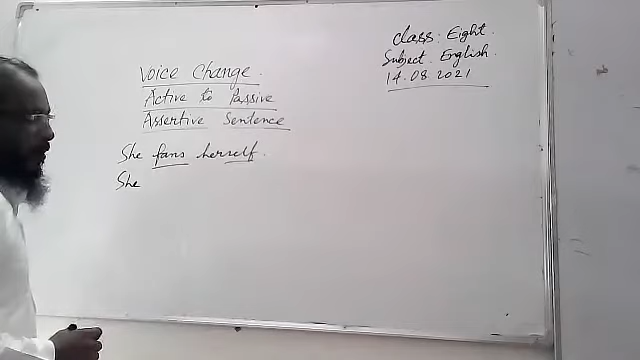 Class: Eight.
Subject. English.
14.08.2021
Voice Change.
Active to Passive
Assertive Sentence
She fans herself.
She